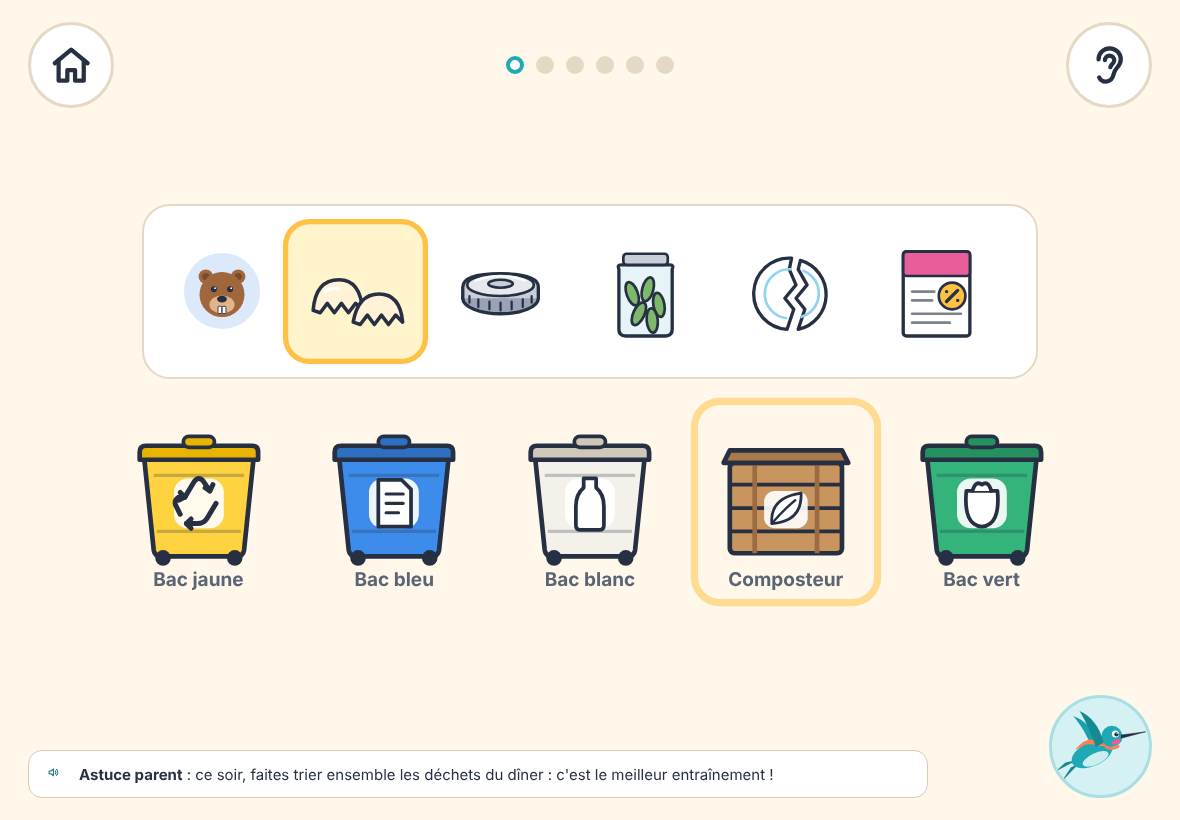 Bac jaune
Bac bleu
Bac blanc
Composteur
Bac vert
Astuce parent : ce soir, faites trier ensemble les déchets du dîner : c'est le meilleur entraînement !